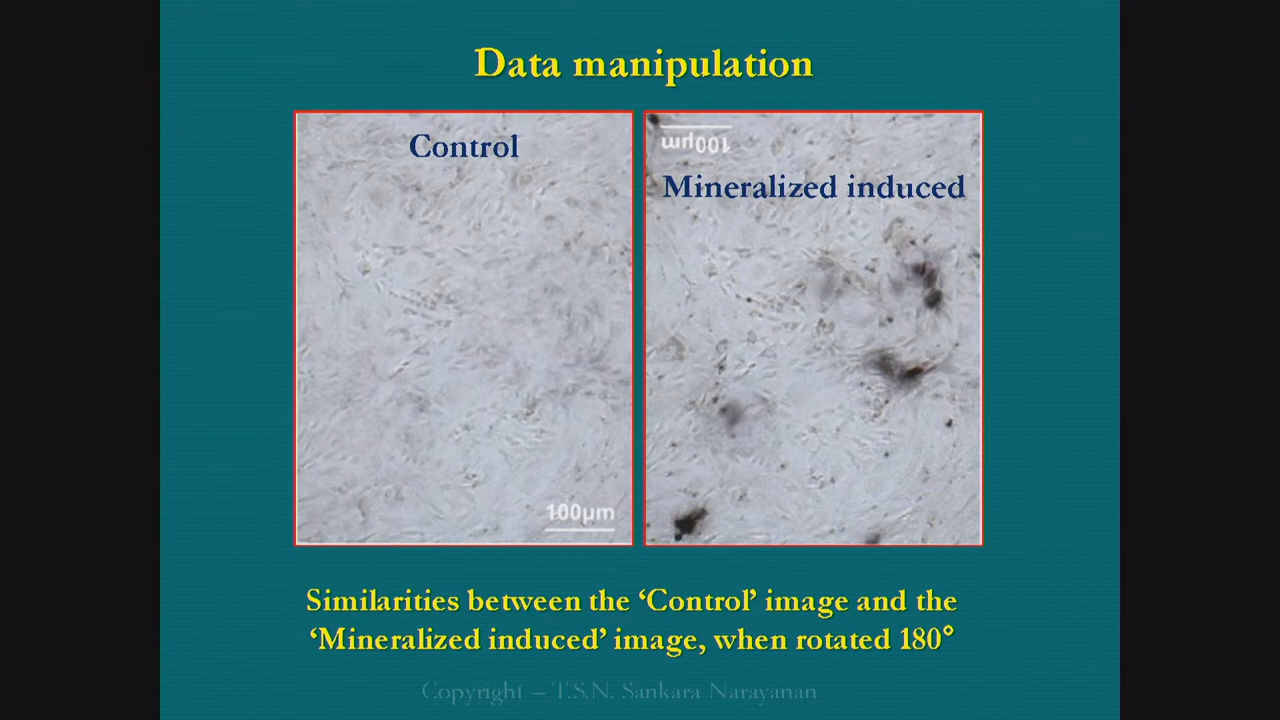 Data manipulation
Control
100μm
Mineralized induced
100μm
Similarities between the ‘Control’ image and the
‘Mineralized induced’ image, when rotated 180°
Copyright – T.S.N. Sankara Narayanan